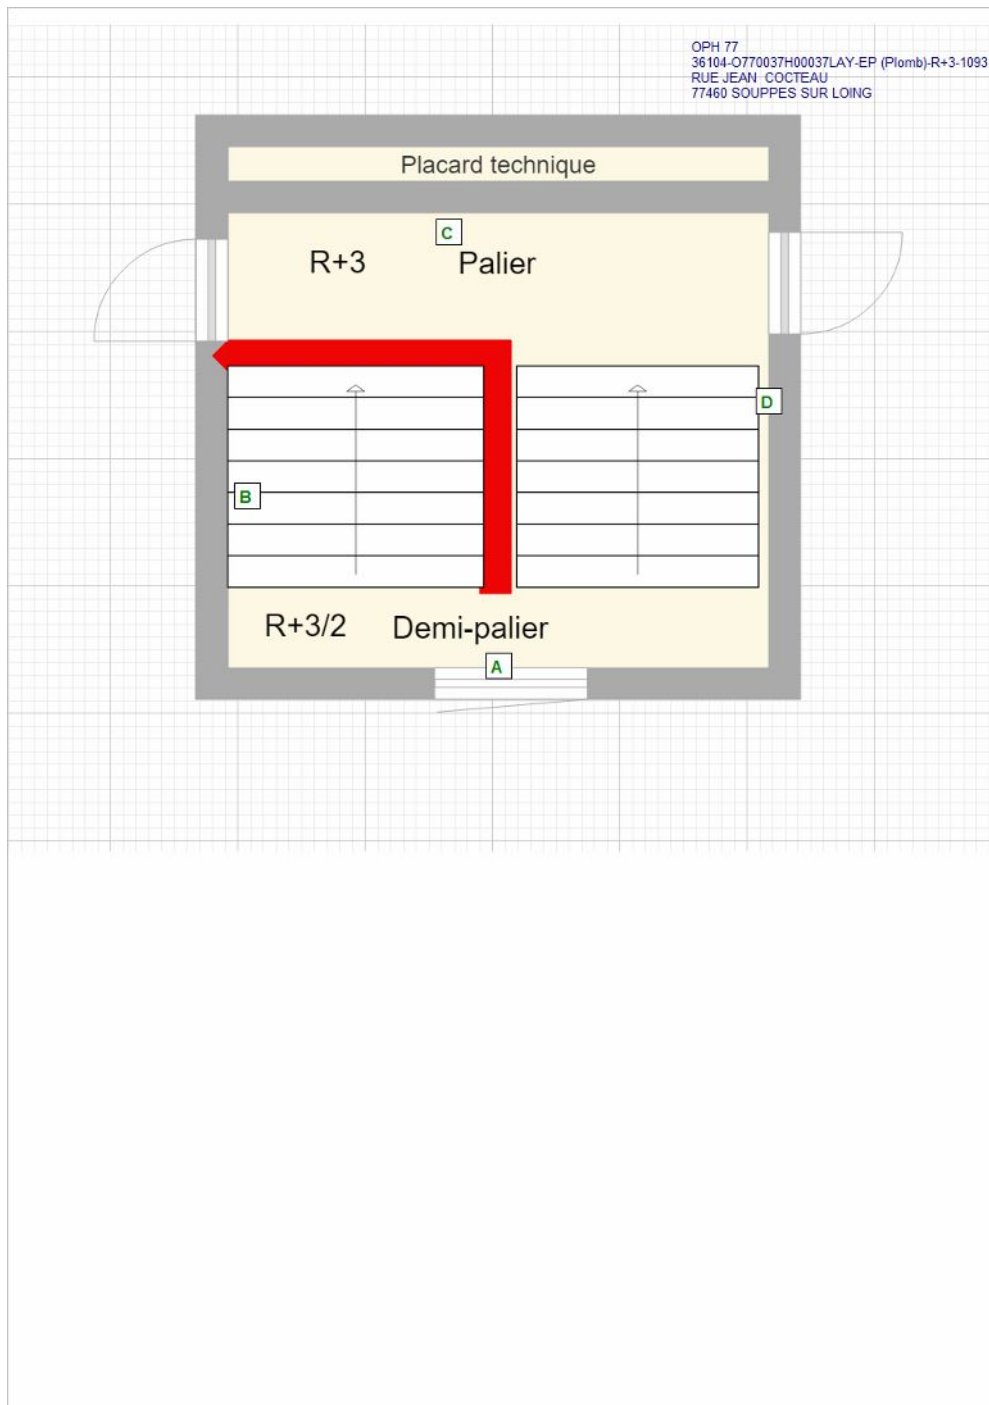 OPH 77
36104-O770037H00037LAY-EP (Plomb)-R+3-1093
RUE JEAN COCTEAU
77460 SOUPPES SUR LOING
Placard technique
C
R+3 Palier
D
B
R+3/2 Demi-palier
A